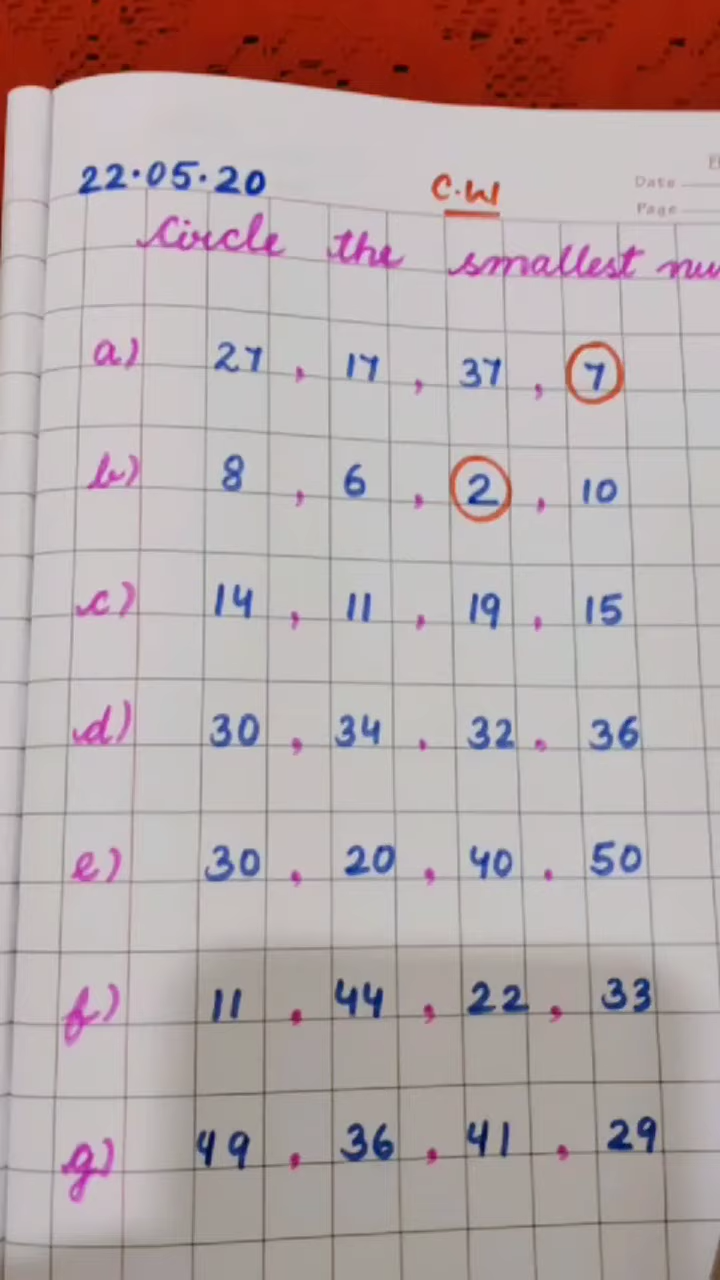 22.05.20 C.W
Date
Page
Circle the smallest
a) 27, 17, 37, 7
b) 8, 6, 2, 10
c) 14, 11, 19, 15
d) 30, 34, 32, 36
e) 30, 20, 40, 50
f) 11, 44, 22, 33
g) 49, 36, 41, 29